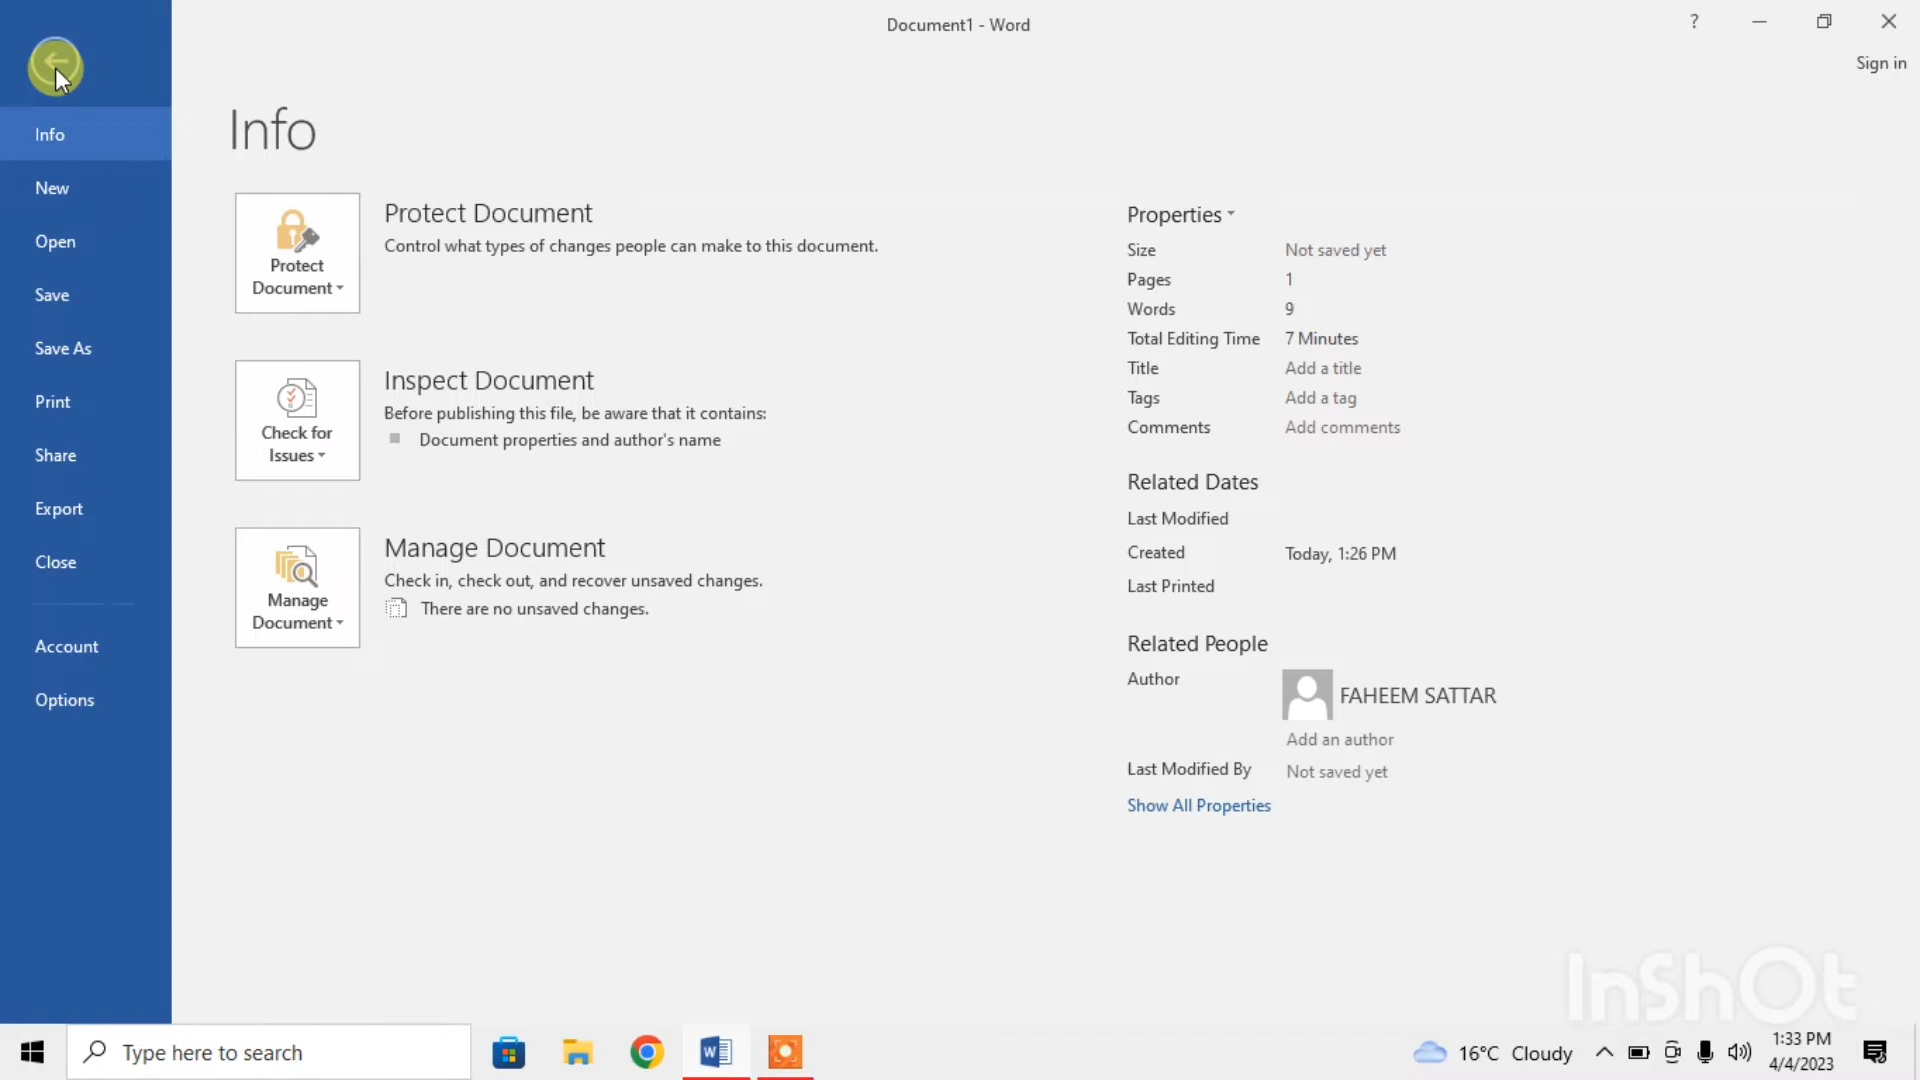 Document1 - Word
?
Sign in
Info
New
Open
Save
Save As
Print
Share
Export
Close
Account
Options
Info
Protect
Document
Protect Document
Control what types of changes people can make to this document.
Check for
Issues
Inspect Document
Before publishing this file, be aware that it contains:
Document properties and author's name
Manage
Document
Manage Document
Check in, check out, and recover unsaved changes.
There are no unsaved changes.
Properties
Size Not saved yet
Pages 1
Words 9
Total Editing Time 7 Minutes
Title Add a title
Tags Add a tag
Comments Add comments
Related Dates
Last Modified
Created Today, 1:26 PM
Last Printed
Related People
Author FAHEEM SATTAR
Add an author
Last Modified By Not saved yet
Show All Properties
InShOt
Type here to search
W
16°C Cloudy
1:33 PM
4/4/2023